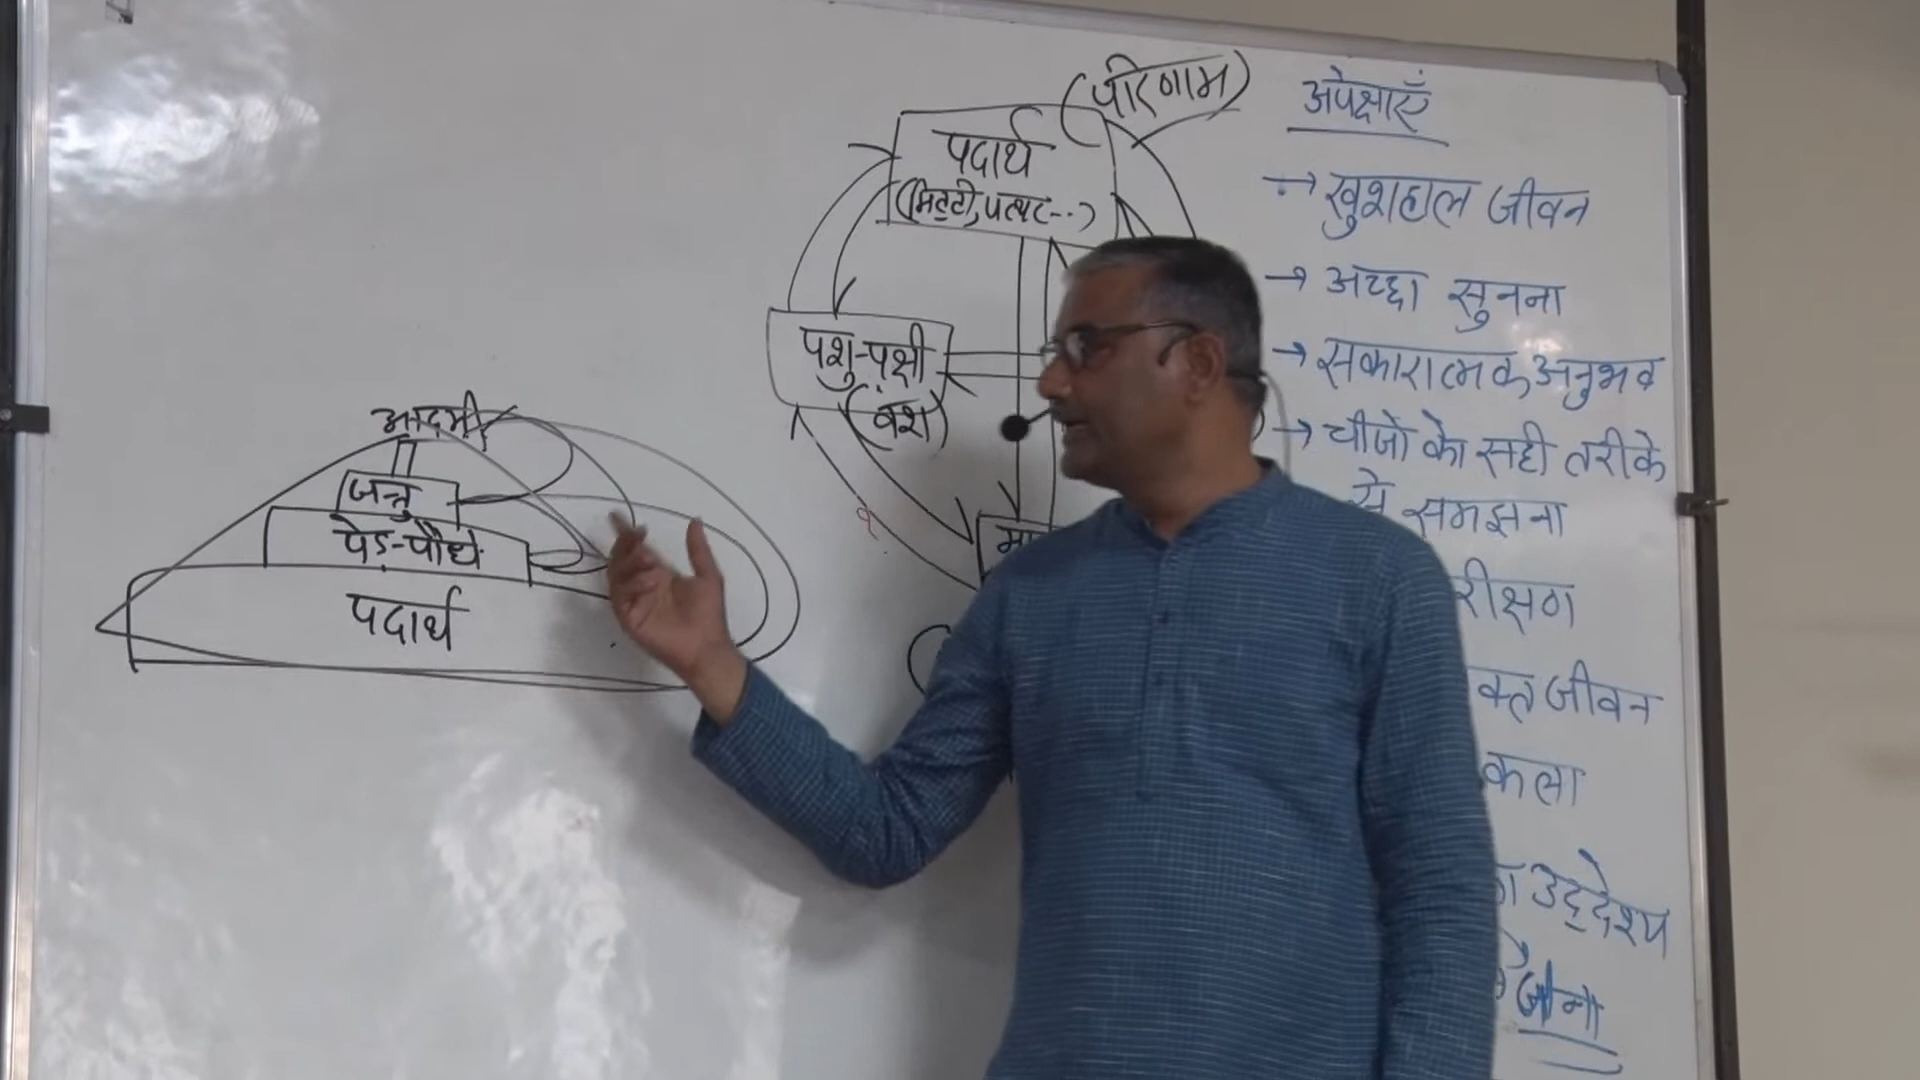 (परिणाम)
पदार्थ
(मिट्टी, पत्थर--)
पशु-पक्षी
(वंश)
आदमी
जन्तु
पेड़-पौधे
पदार्थ
अपेक्षाएँ
→ खुशहाल जीवन
→ अच्छा सुनना
→ सकारात्मक अनुभव
→ चीजों को सही तरीके
से समझना
जीवन
कला
उद्देश्य
जीना